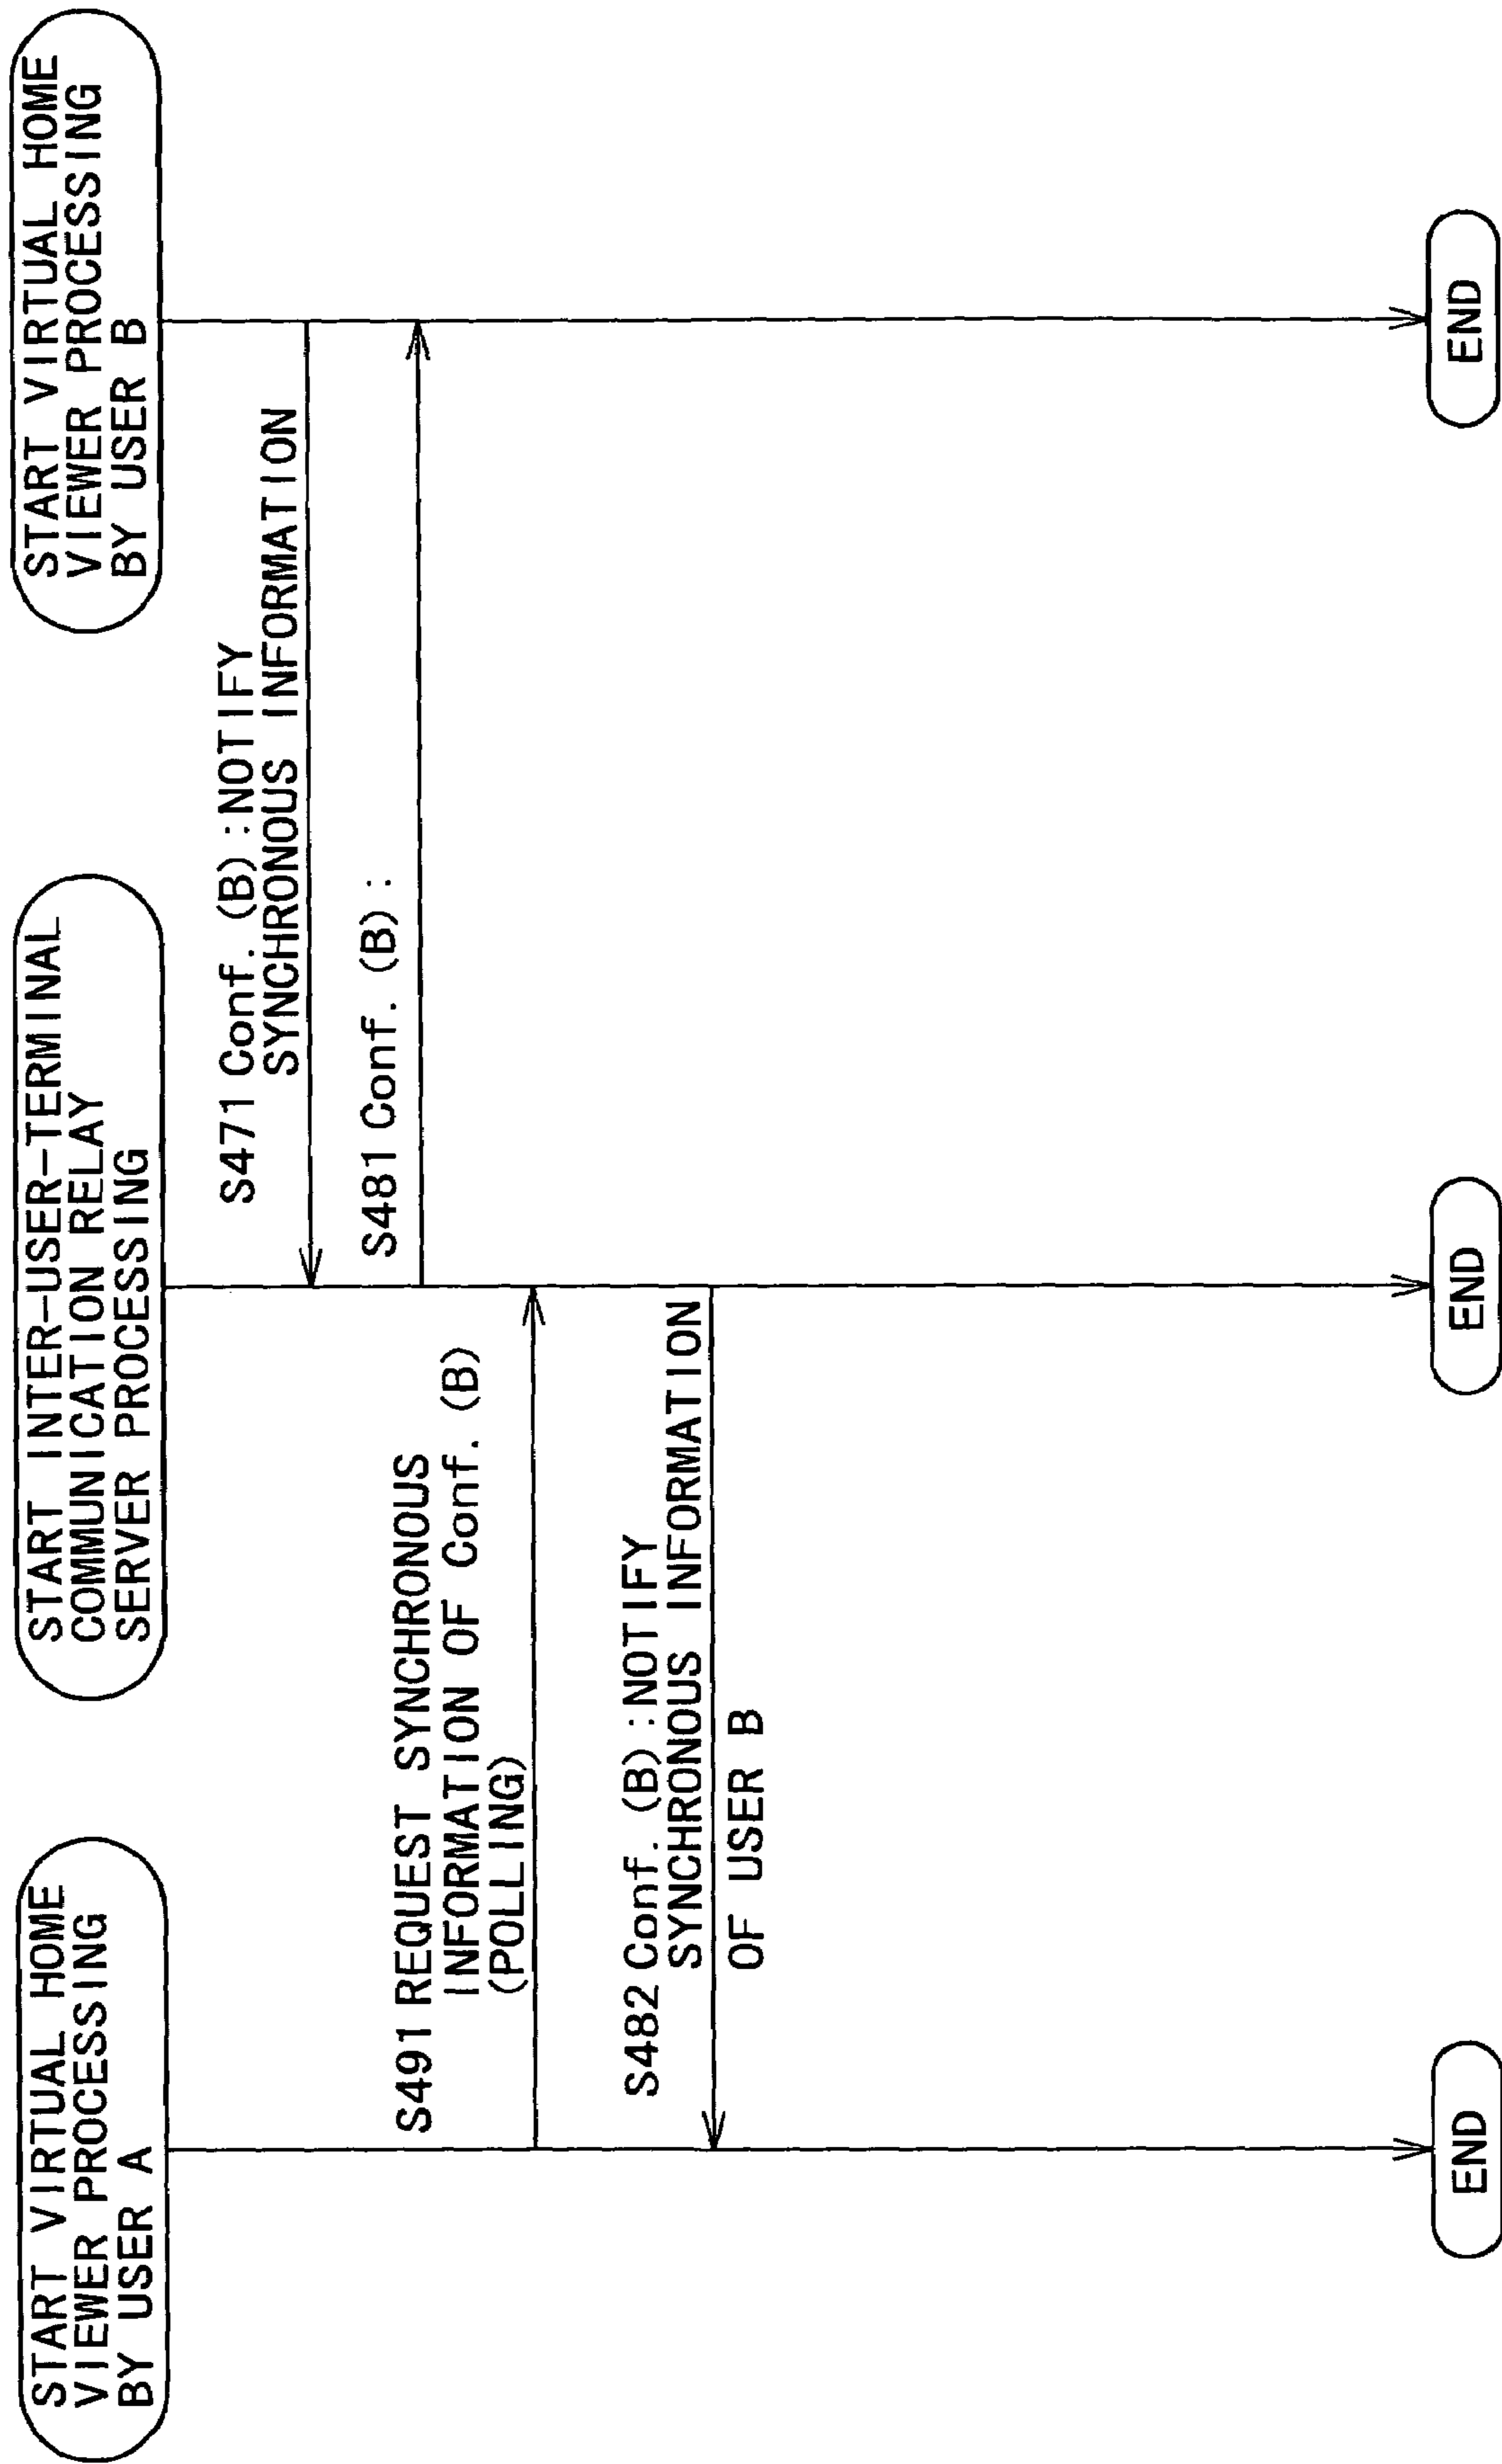 START VIRTUAL HOME
VIEWER PROCESSING
BY USER A
START INTER-USER-TERMINAL
COMMUNICATION RELAY
SERVER PROCESSING
START VIRTUAL HOME
VIEWER PROCESSING
BY USER B
S471 Conf. (B):NOTIFY
SYNCHRONOUS INFORMATION
S481 Conf. (B):
S491 REQUEST SYNCHRONOUS
INFORMATION OF Conf. (B)
(POLLING)
S482 Conf. (B):NOTIFY
SYNCHRONOUS INFORMATION
OF USER B
END
END
END